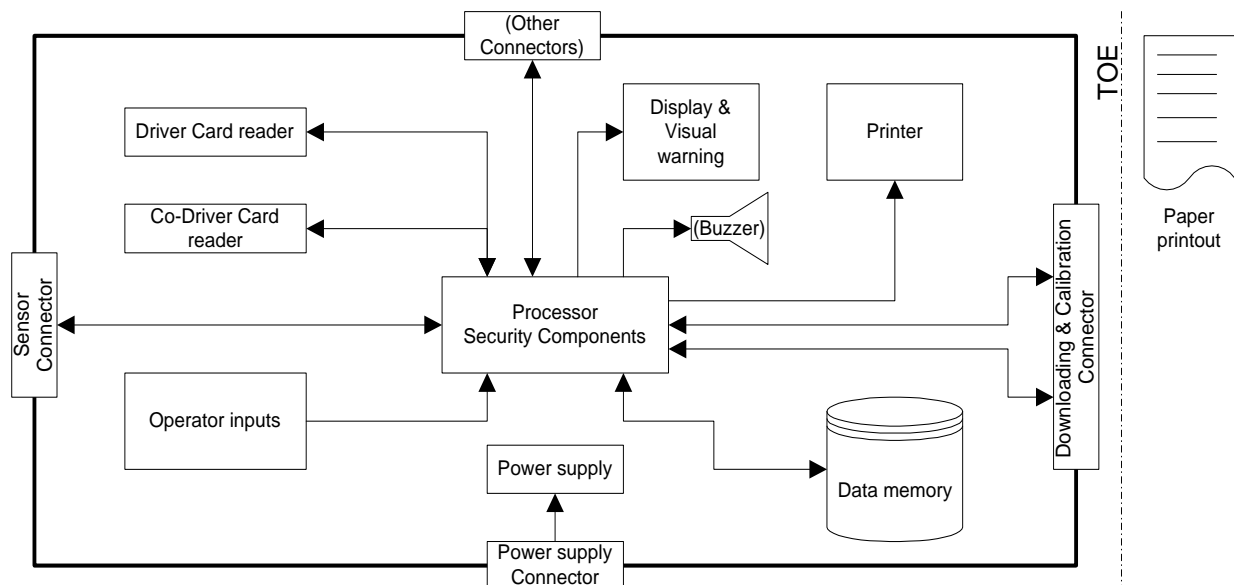 (Other
Connectors)
TOE
Driver Card reader
Display &
Visual
warning
Printer
Co-Driver Card
reader
(Buzzer)
Paper
printout
Sensor
Connector
Processor
Security Components
Downloading & Calibration
Connector
Operator inputs
Power supply
Data memory
Power supply
Connector